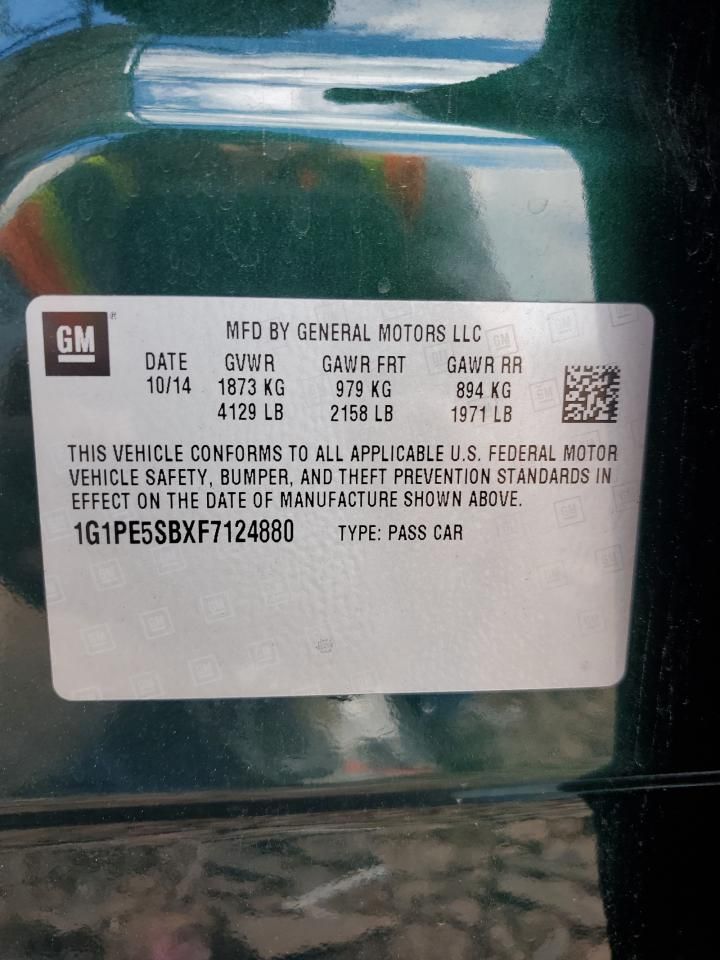 GM ®
MFD BY GENERAL MOTORS LLC
DATE GVWR GAWR FRT GAWR RR
10/14 1873 KG 979 KG 894 KG
4129 LB 2158 LB 1971 LB
THIS VEHICLE CONFORMS TO ALL APPLICABLE U.S. FEDERAL MOTOR
VEHICLE SAFETY, BUMPER, AND THEFT PREVENTION STANDARDS IN
EFFECT ON THE DATE OF MANUFACTURE SHOWN ABOVE.
1G1PE5SBXF7124880 TYPE: PASS CAR